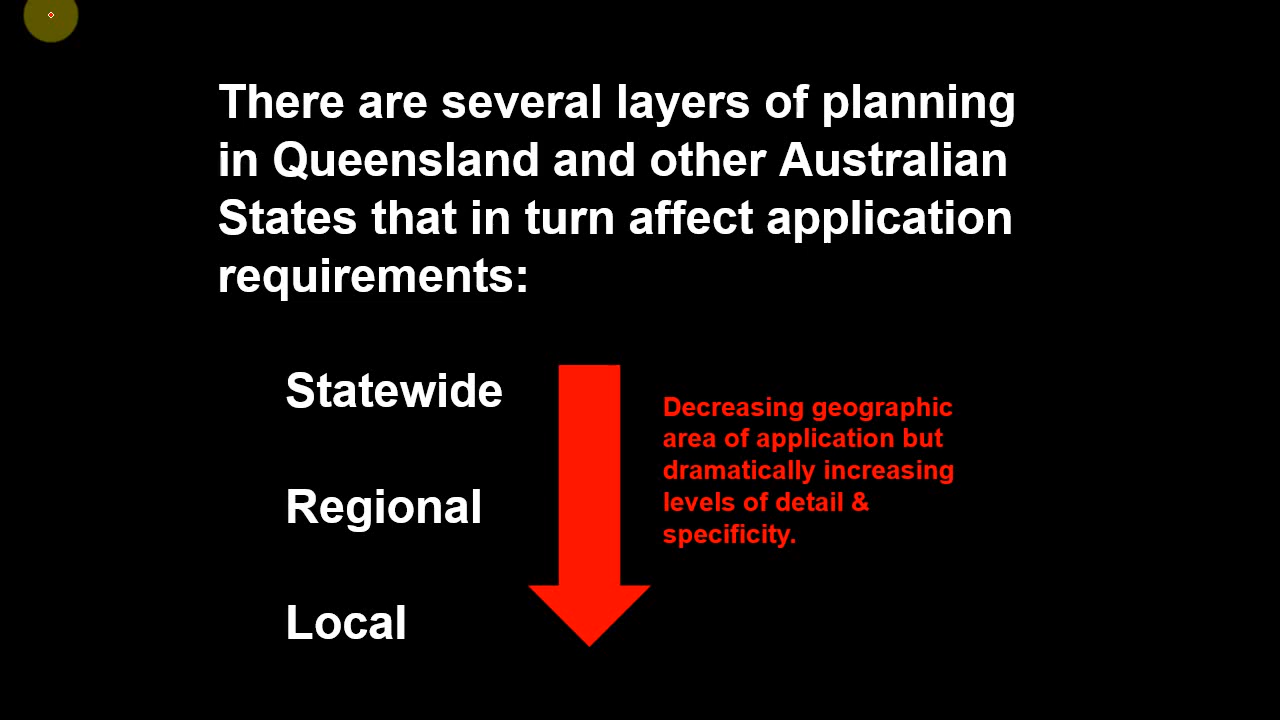 There are several layers of planning
in Queensland and other Australian
States that in turn affect application
requirements:
Statewide
Regional
Local
Decreasing geographic
area of application but
dramatically increasing
levels of detail &
specificity.